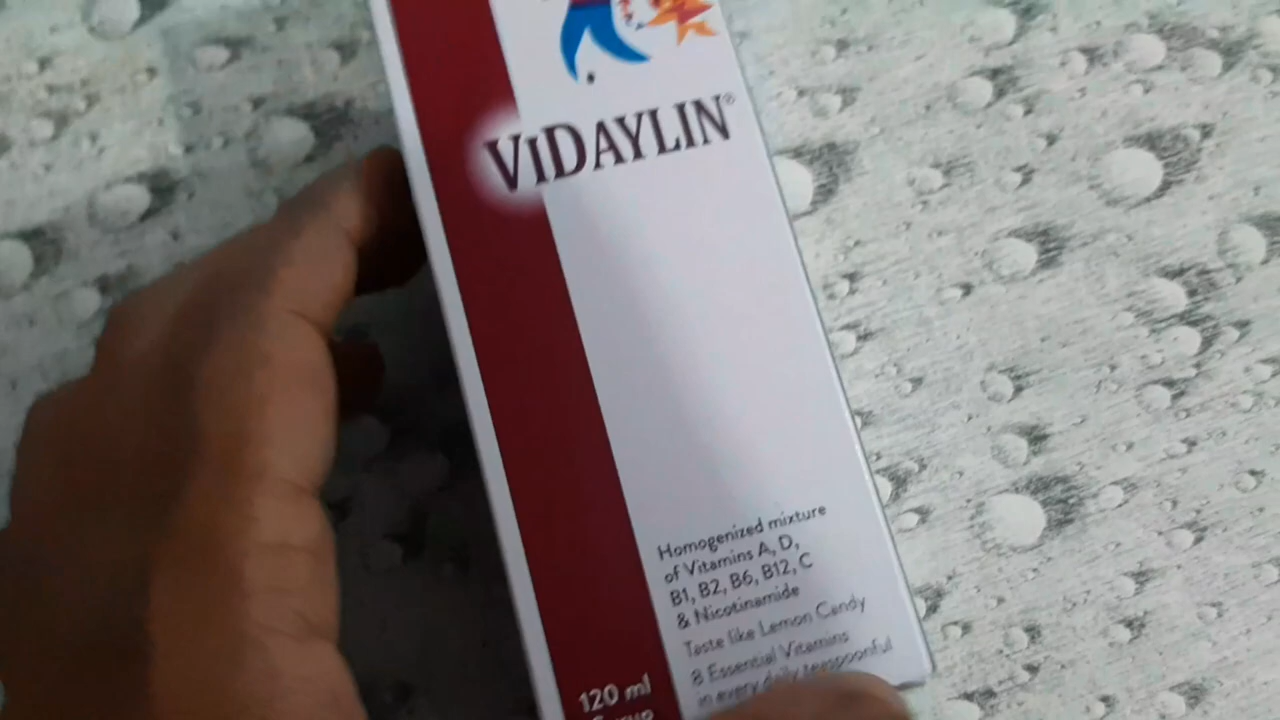 VIDAYLIN®
Homogenized mixture
of Vitamins A, D,
B1, B2, B6, B12, C
& Nicotinamide
Taste like Lemon Candy
8 Essential Vitamins
in every daily teaspoonful
120 ml
Syrup